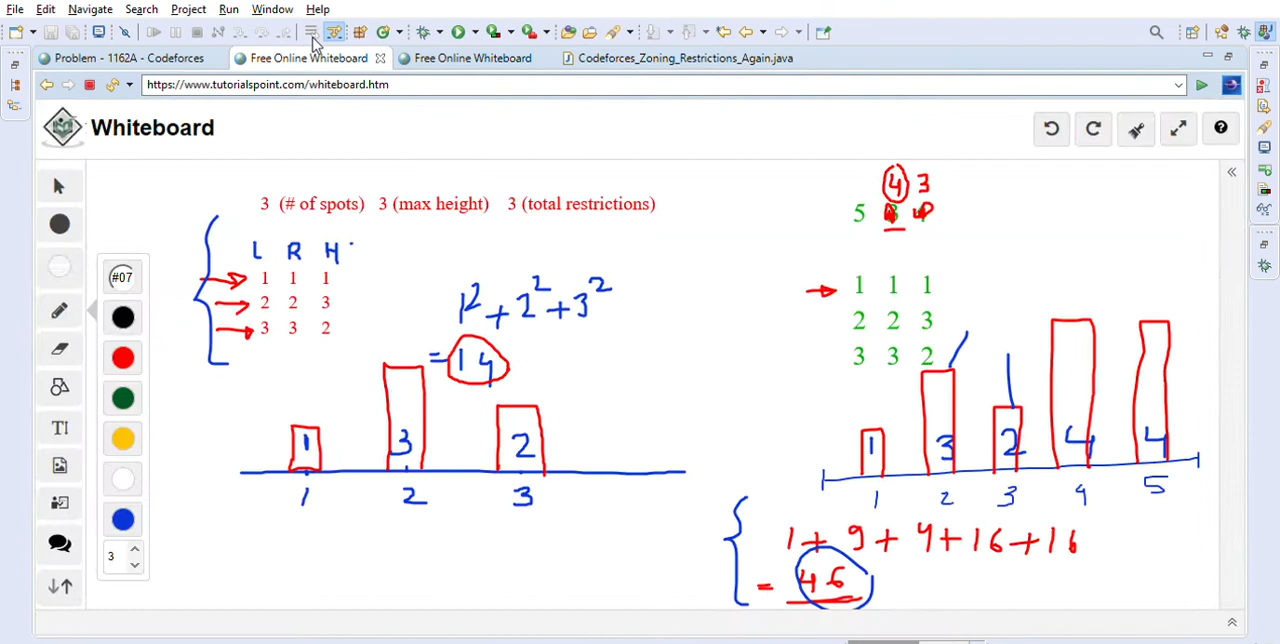 File Edit Navigate Search Project Run Window Help
Problem - 1162A - Codeforces
Free Online Whiteboard
Free Online Whiteboard
Codeforces_Zoning_Restrictions_Again.java
https://www.tutorialspoint.com/whiteboard.htm
Whiteboard
3 (# of spots) 3 (max height) 3 (total restrictions)
L R H
1 1 1
2 2 3
3 3 2
1² + 2² + 3²
= 14
1 3 2
1 2 3
4 3
5
1 1 1
2 2 3
3 3 2
1 3 2 4 4
1 2 3 4 5
1 + 9 + 4 + 16 + 16
= 46
#07
TI
3